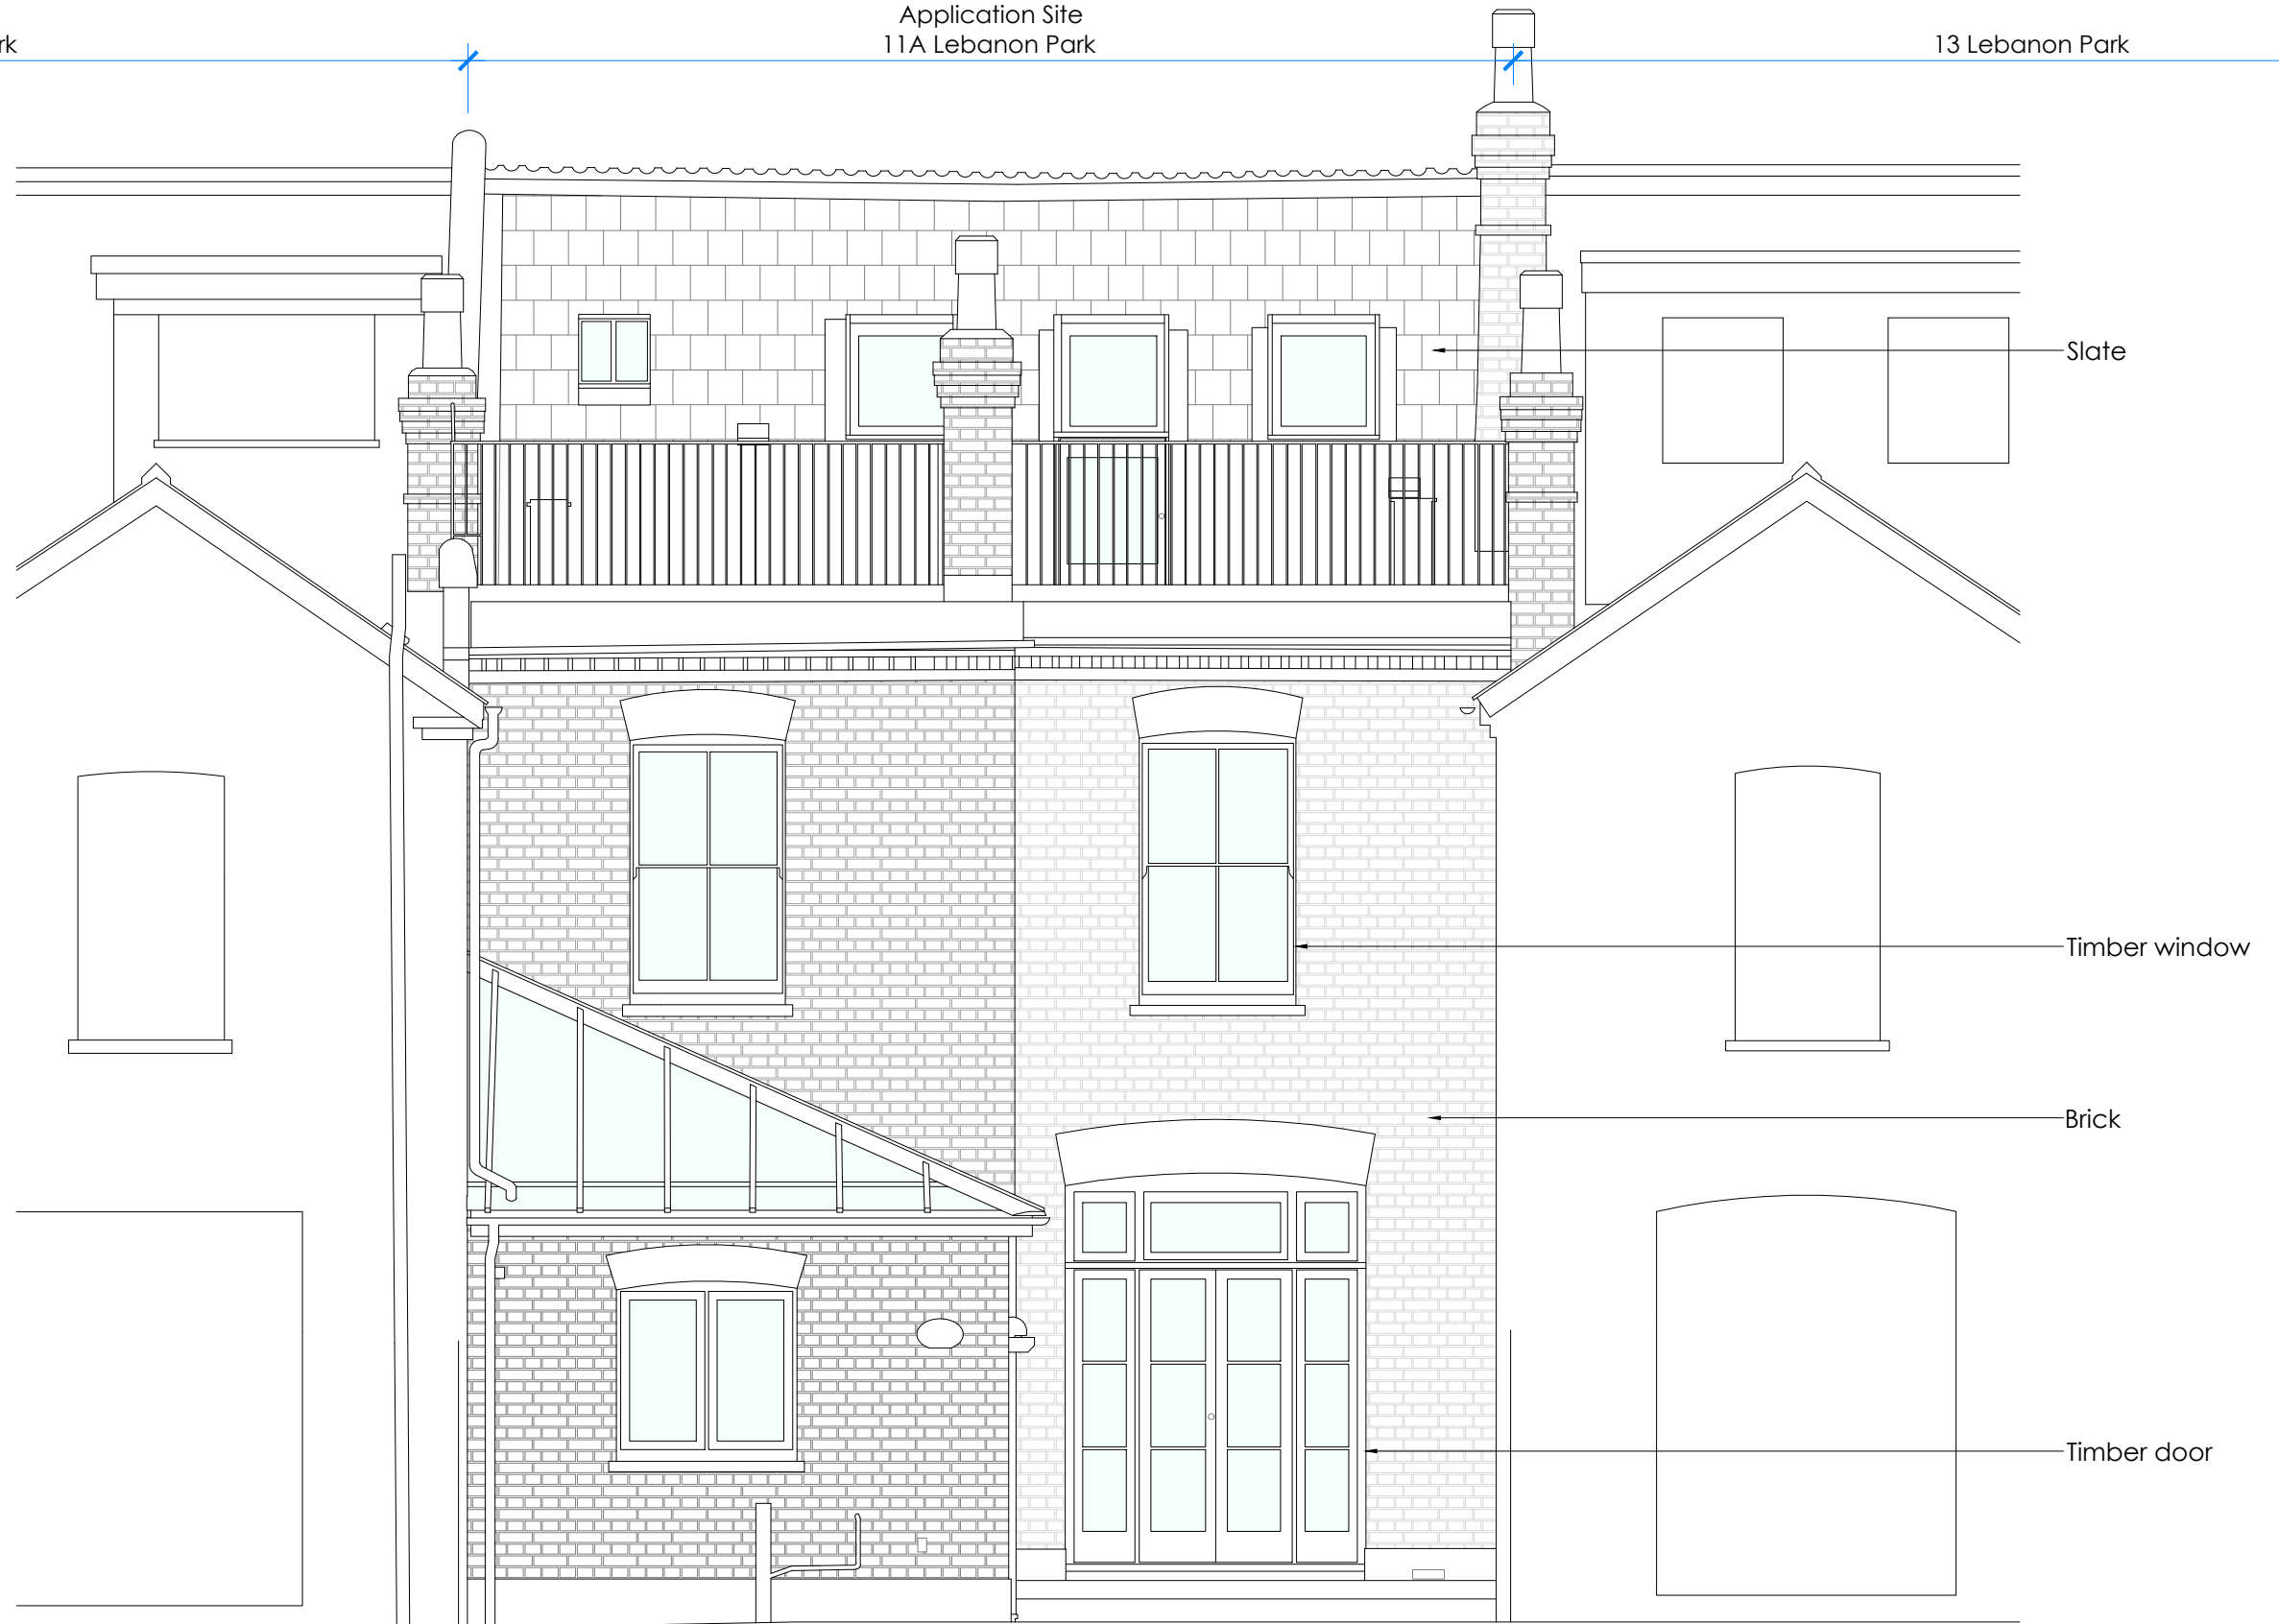 Application Site
11A Lebanon Park
13 Lebanon Park
Slate
Timber window
Brick
Timber door